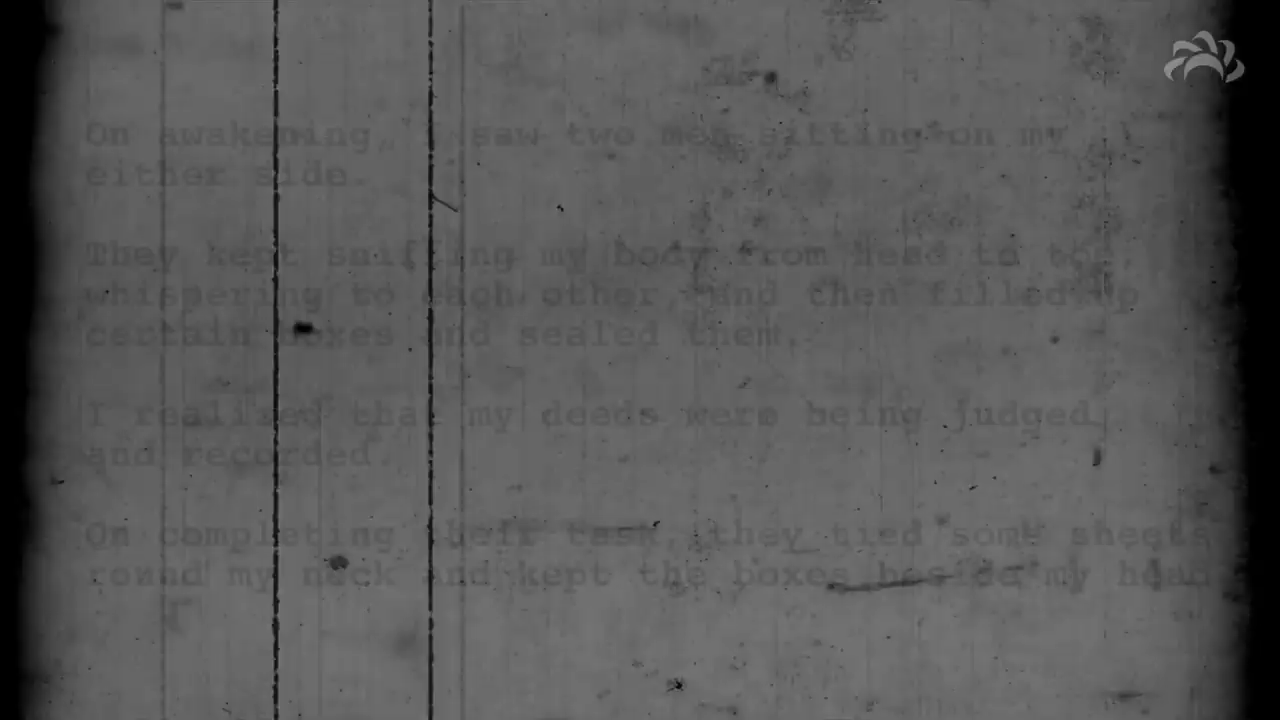 On awakening, I saw two men sitting on my
either side.
They kept sniffing my body from head to toe,
whispering to each other, and then filled up
certain boxes and sealed them.
I realized that my deeds were being judged
and recorded.
On completing their task, they tied some sheets
round my neck and kept the boxes beside my head